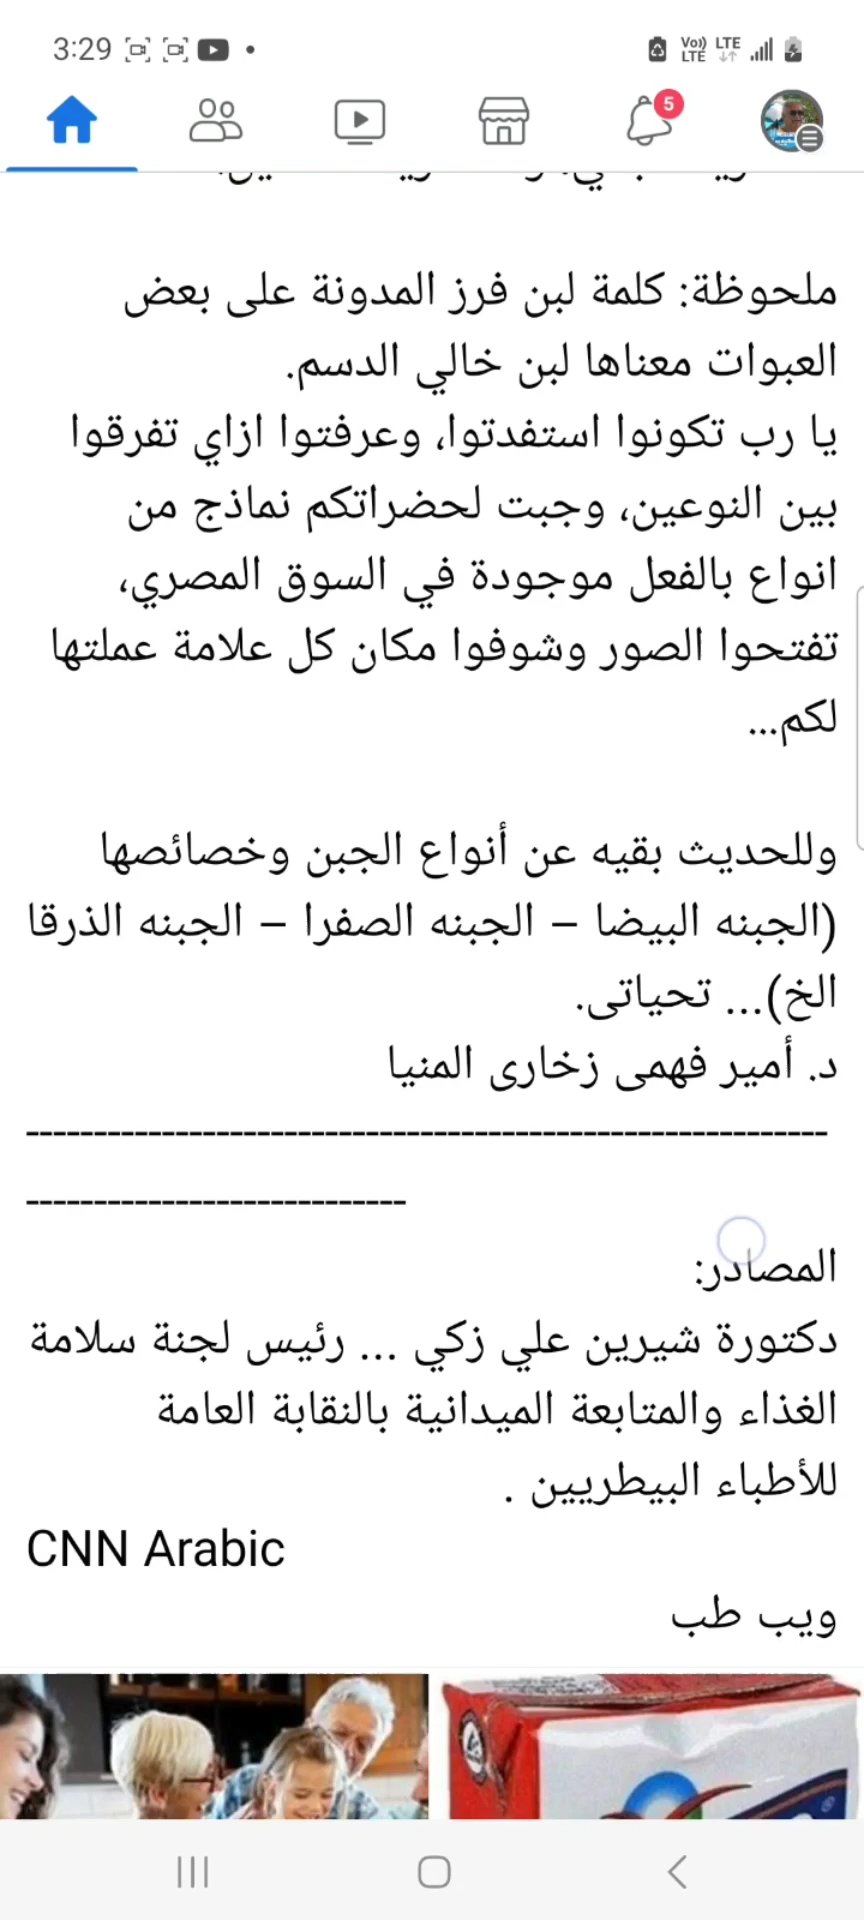 3:29
Vo)) LTE
LTE
5
ملحوظة: كلمة لبن فرز المدونة على بعض
العبوات معناها لبن خالي الدسم.
يا رب تكونوا استفدتوا، وعرفتوا ازاي تفرقوا
بين النوعين، وجبت لحضراتكم نماذج من
انواع بالفعل موجودة في السوق المصري،
تفتحوا الصور وشوفوا مكان كل علامة عملتها
لكم...
وللحديث بقيه عن أنواع الجبن وخصائصها
(الجبنه البيضا – الجبنه الصفرا – الجبنه الذرقا
الخ)... تحياتى.
د. أمير فهمى زخارى المنيا
-----------------------------------------------------------
----------------------------
المصادر:
دكتورة شيرين علي زكي ... رئيس لجنة سلامة
الغذاء والمتابعة الميدانية بالنقابة العامة
للأطباء البيطريين .
CNN Arabic
ويب طب